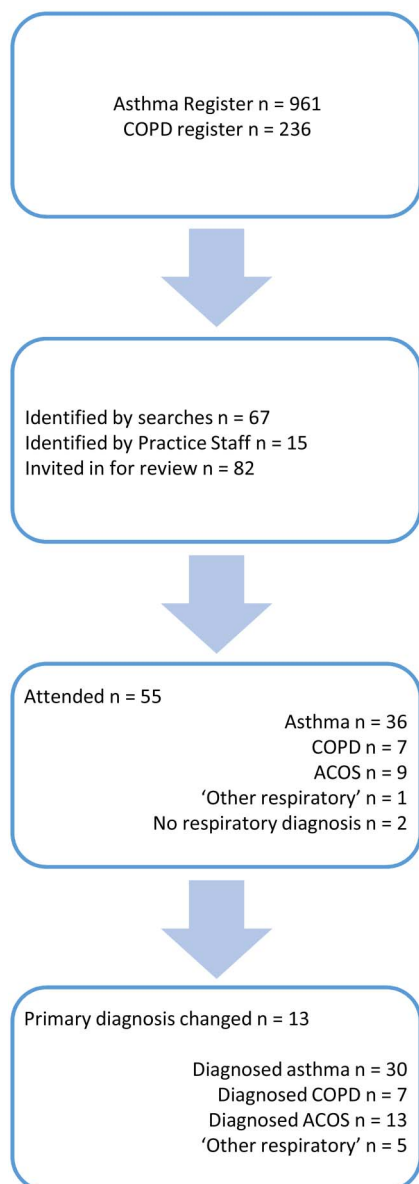 Asthma Register n = 961
COPD register n = 236
Identified by searches n = 67
Identified by Practice Staff n = 15
Invited in for review n = 82
Attended n = 55
Asthma n = 36
COPD n = 7
ACOS n = 9
‘Other respiratory’ n = 1
No respiratory diagnosis n = 2
Primary diagnosis changed n = 13
Diagnosed asthma n = 30
Diagnosed COPD n = 7
Diagnosed ACOS n = 13
‘Other respiratory’ n = 5